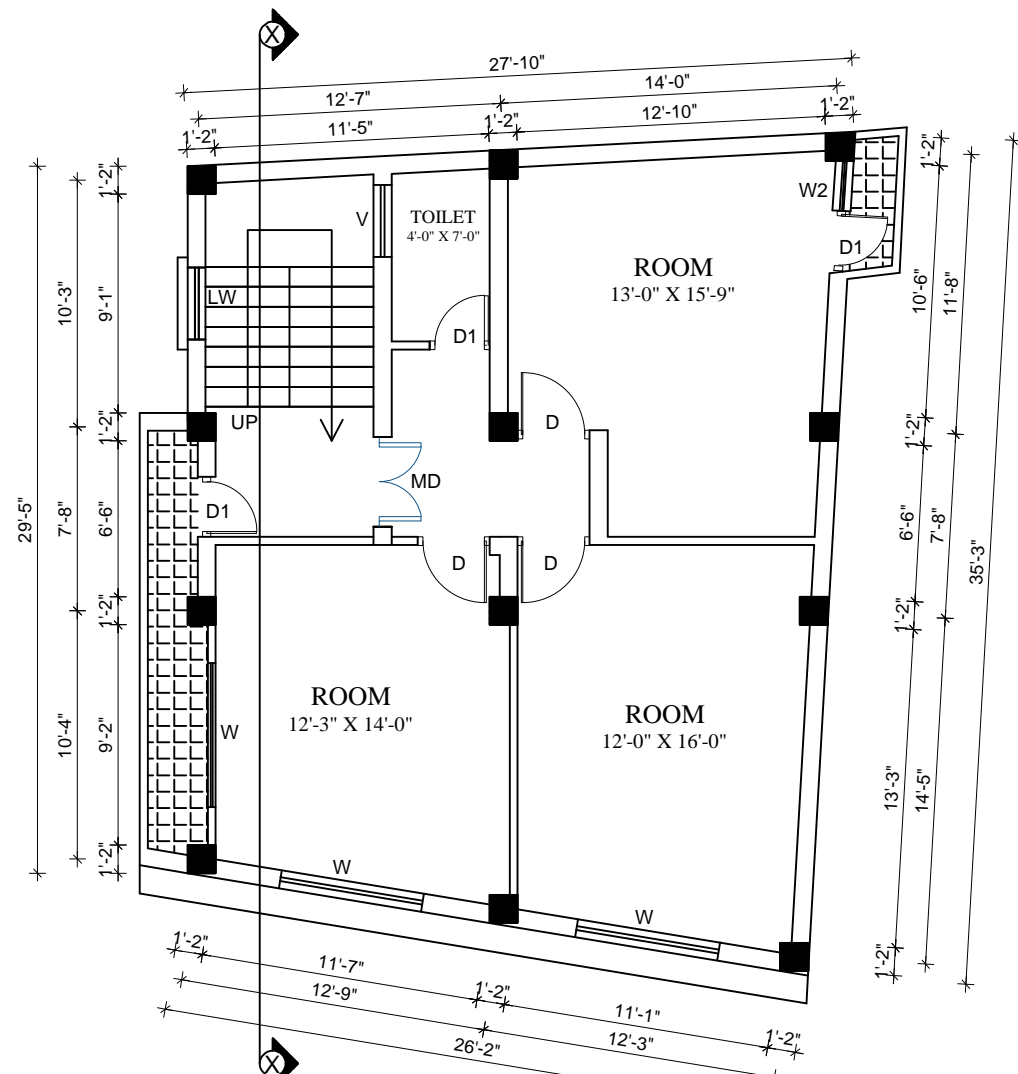 X
27'-10"
12'-7"
14'-0"
1'-2"
11'-5"
1'-2"
12'-10"
1'-2"
29'-5"
10'-3"
7'-8"
10'-4"
1'-2"
9'-1"
1'-2"
6'-6"
1'-2"
9'-2"
1'-2"
V
TOILET
4'-0" X 7'-0"
D1
LW
UP
ROOM
13'-0" X 15'-9"
W2
D1
D
MD
D1
D
D
ROOM
12'-3" X 14'-0"
W
W
ROOM
12'-0" X 16'-0"
W
1'-2"
10'-6"
11'-8"
1'-2"
6'-6"
7'-8"
1'-2"
35'-3"
13'-3"
14'-5"
1'-2"
1'-2"
11'-7"
1'-2"
11'-1"
1'-2"
12'-9"
12'-3"
26'-2"
X